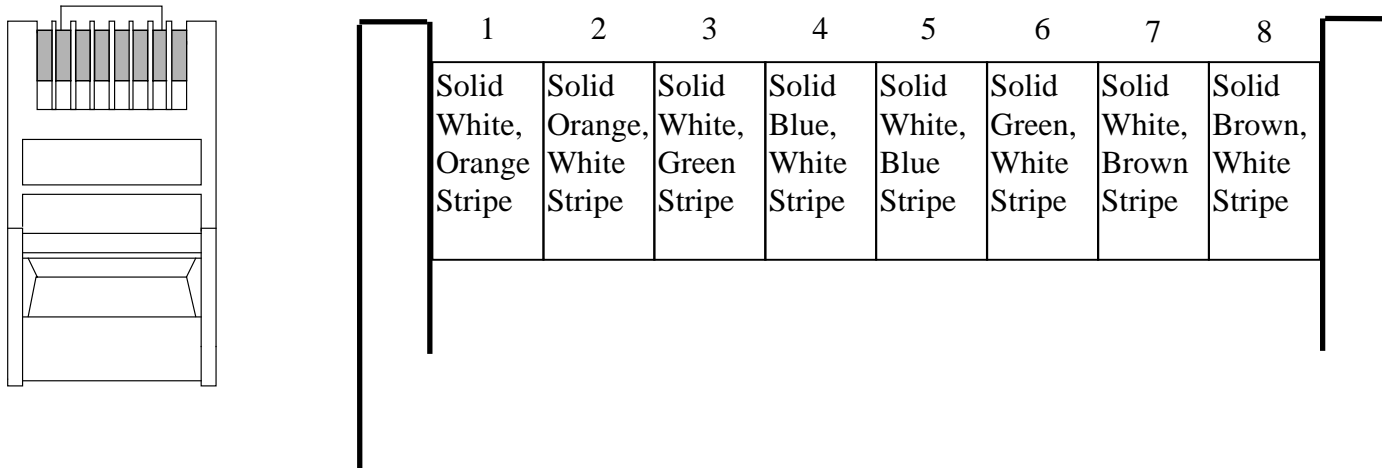 1 2 3 4 5 6 7 8
Solid Solid Solid Solid Solid Solid Solid Solid
White, Orange, White, Blue, White, Green, White, Brown,
Orange White Green White Blue White Brown White
Stripe Stripe Stripe Stripe Stripe Stripe Stripe Stripe